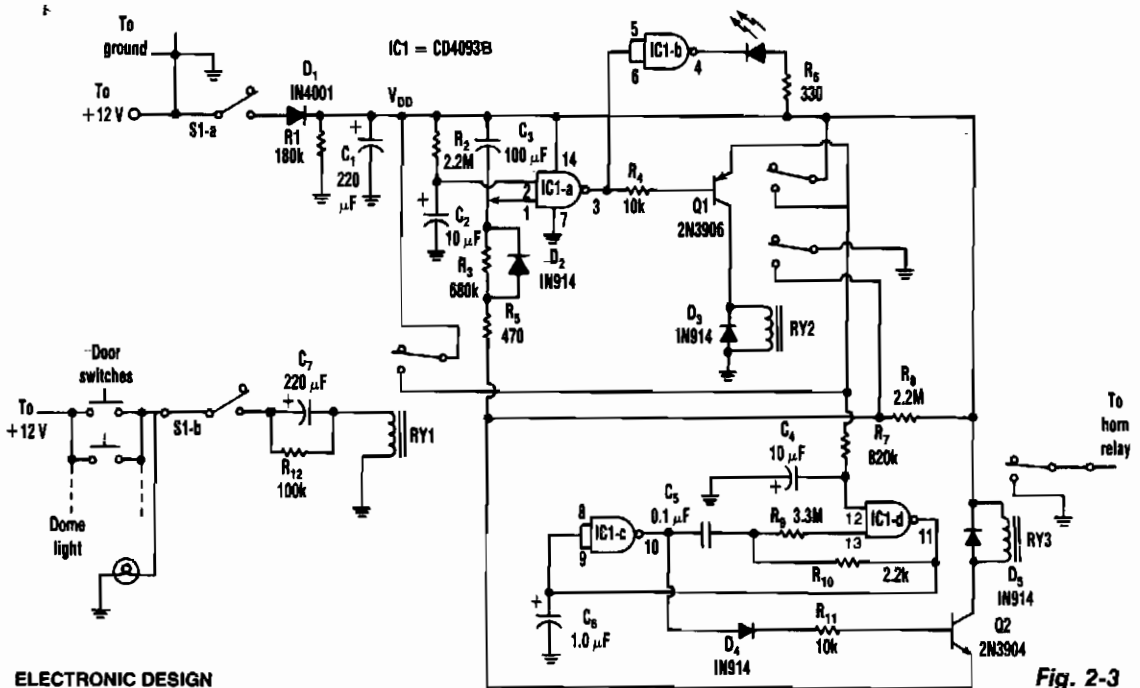 To
ground
IC1 = CD4093B
5
6
IC1-b
4
R6
330
To
+12 V
S1-a
D1
IN4001
R1
180k
C1
220
µF
+
VDD
R2
2.2M
C3
100 µF
14
2
1
IC1-a
3
7
R4
10k
Q1
2N3906
+
C2
10 µF
R3
680k
D2
IN914
R5
470
D3
IN914
RY2
Door
switches
To
+12 V
S1-b
C7
220 µF
+
R12
100k
RY1
Dome
light
R8
2.2M
R7
820k
To
horn
relay
C4
10 µF
+
C5
0.1 µF
8
9
IC1-c
10
R9
3.3M
12
13
IC1-d
11
R10
2.2k
RY3
D5
IN914
+
C6
1.0 µF
D4
IN914
R11
10k
Q2
2N3904
ELECTRONIC DESIGN
Fig. 2-3